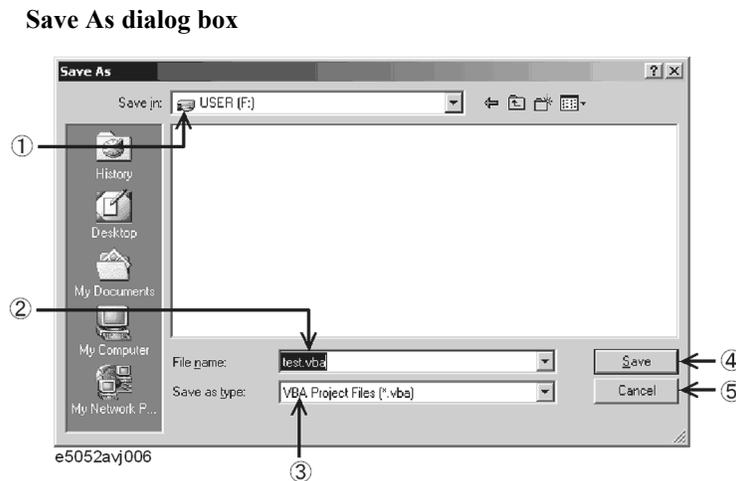 Save As dialog box
Save As
Save in: USER (F:)
①
History
Desktop
My Documents
②
My Computer
File name: test.vba Save ④
Save as type: VBA Project Files (*.vba) Cancel ⑤
My Network P...
e5052avj006
③